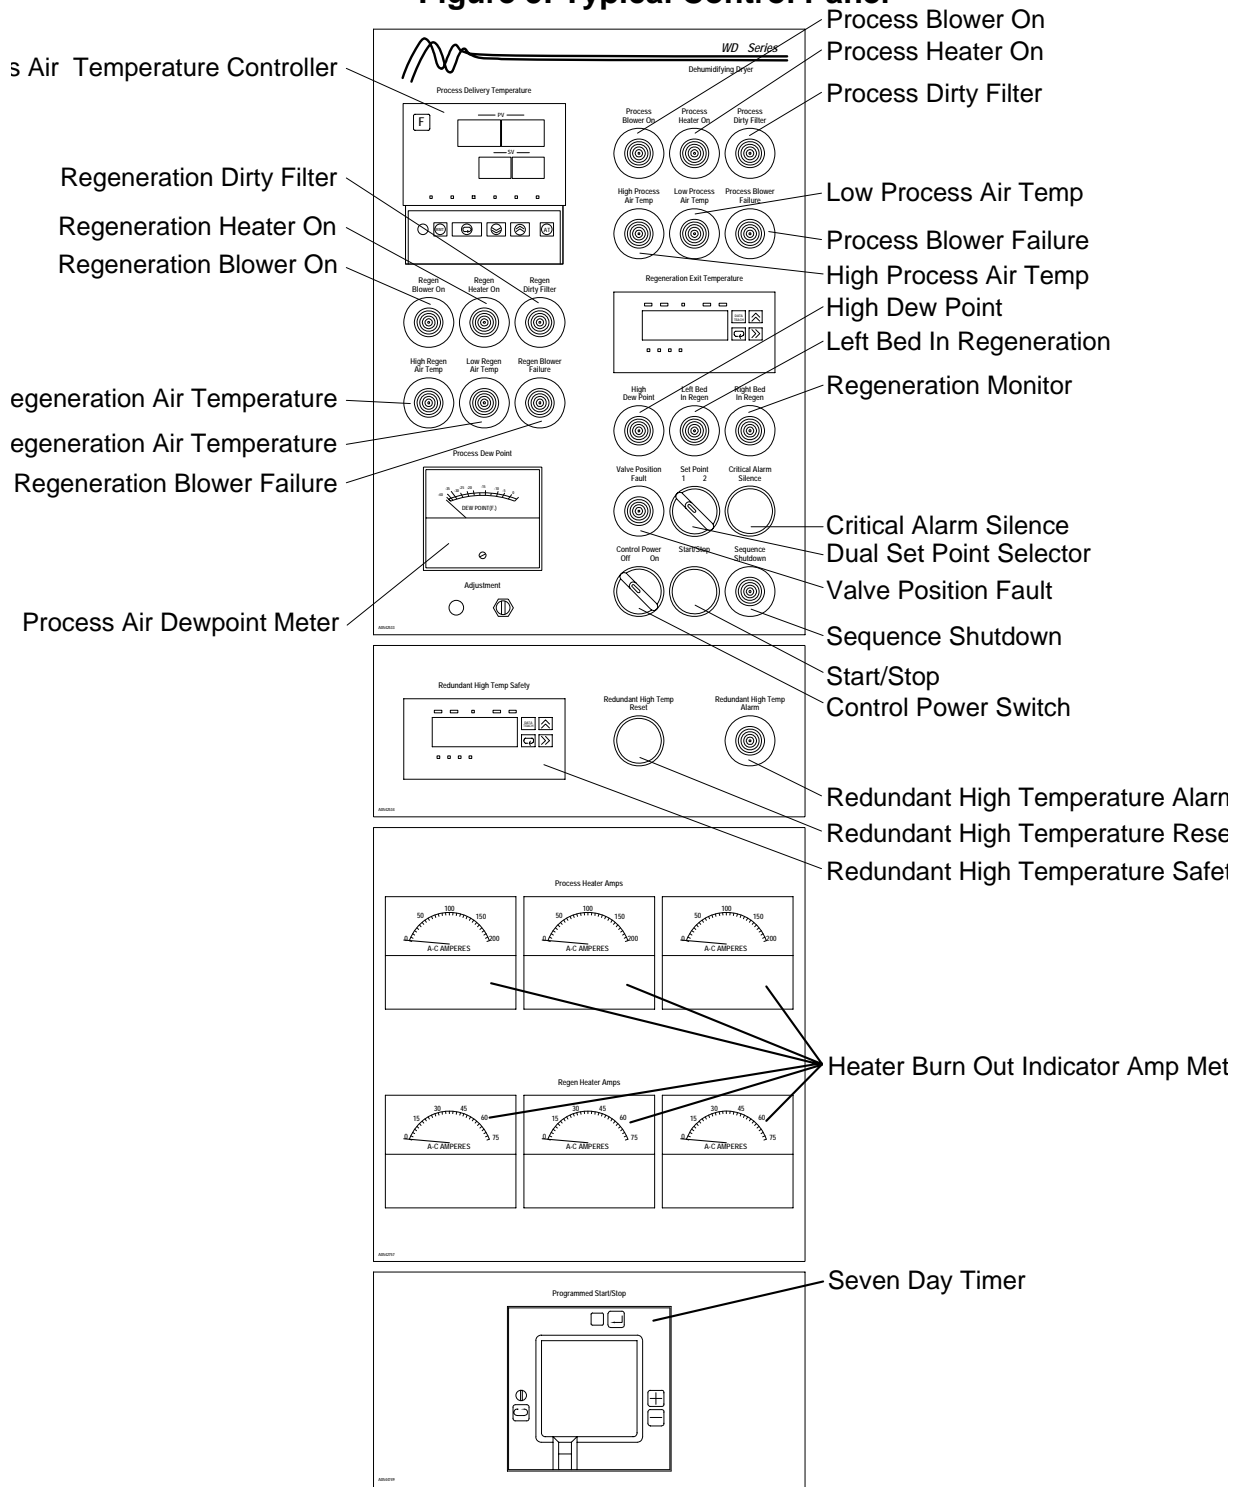 Figure 3. Typical Control Panel
WD Series
Dehumidifying Dryer
s Air Temperature Controller
Regeneration Dirty Filter
Regeneration Heater On
Regeneration Blower On
egeneration Air Temperature
egeneration Air Temperature
Regeneration Blower Failure
Process Air Dewpoint Meter
Process Delivery Temperature
F
PV
SV
AT
Regen Blower On
Regen Heater On
Regen Dirty Filter
High Regen Air Temp
Low Regen Air Temp
Regen Blower Failure
Process Dew Point
DEW POINT(F.)
Adjustment
Process Blower On
Process Heater On
Process Dirty Filter
High Process Air Temp
Low Process Air Temp
Process Blower Failure
Regeneration Exit Temperature
High Dew Point
Left Bed In Regen
Right Bed In Regen
Valve Position Fault
Set Point 1 2
Critical Alarm Silence
Control Power Off On
Start/Stop
Sequence Shutdown
Process Blower On
Process Heater On
Process Dirty Filter
Low Process Air Temp
Process Blower Failure
High Process Air Temp
High Dew Point
Left Bed In Regeneration
Regeneration Monitor
Critical Alarm Silence
Dual Set Point Selector
Valve Position Fault
Sequence Shutdown
Start/Stop
Control Power Switch
Redundant High Temp Safety
Redundant High Temp Reset
Redundant High Temp Alarm
Redundant High Temperature Alarm
Redundant High Temperature Rese
Redundant High Temperature Safet
Process Heater Amps
0 50 100 150 200
A-C AMPERES
0 50 100 150 200
A-C AMPERES
0 50 100 150 200
A-C AMPERES
Heater Burn Out Indicator Amp Met
Regen Heater Amps
0 15 30 45 60 75
A-C AMPERES
0 15 30 45 60 75
A-C AMPERES
0 15 30 45 60 75
A-C AMPERES
Seven Day Timer
Programmed Start/Stop